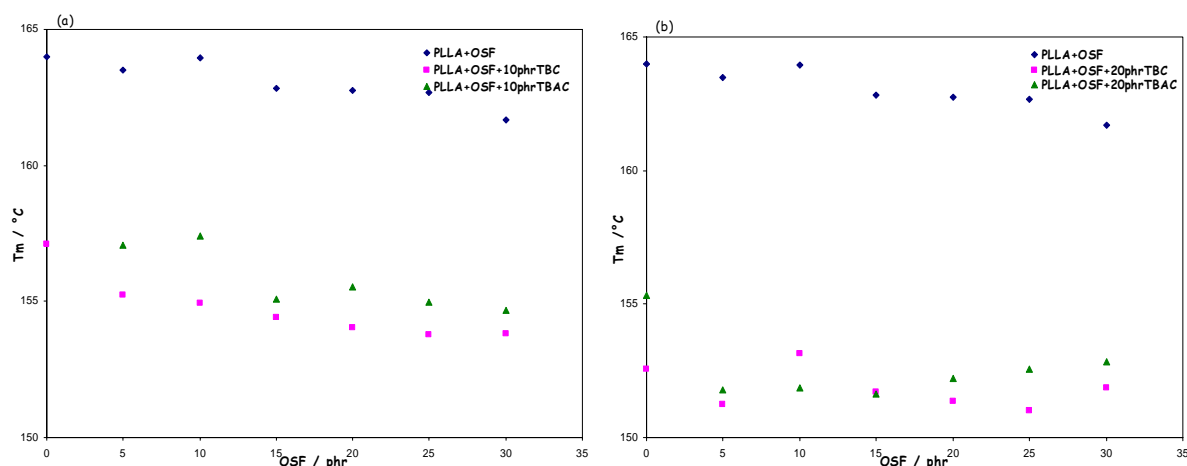 (a)
165
160
155
150
Tm / °C
PLLA+OSF
PLLA+OSF+10phrTBC
PLLA+OSF+10phrTBAC
0 5 10 15 20 25 30 35
OSF / phr
(b)
165
160
155
150
Tm /°C
PLLA+OSF
PLLA+OSF+20phrTBC
PLLA+OSF+20phrTBAC
0 5 10 15 20 25 30 35
OSF / phr